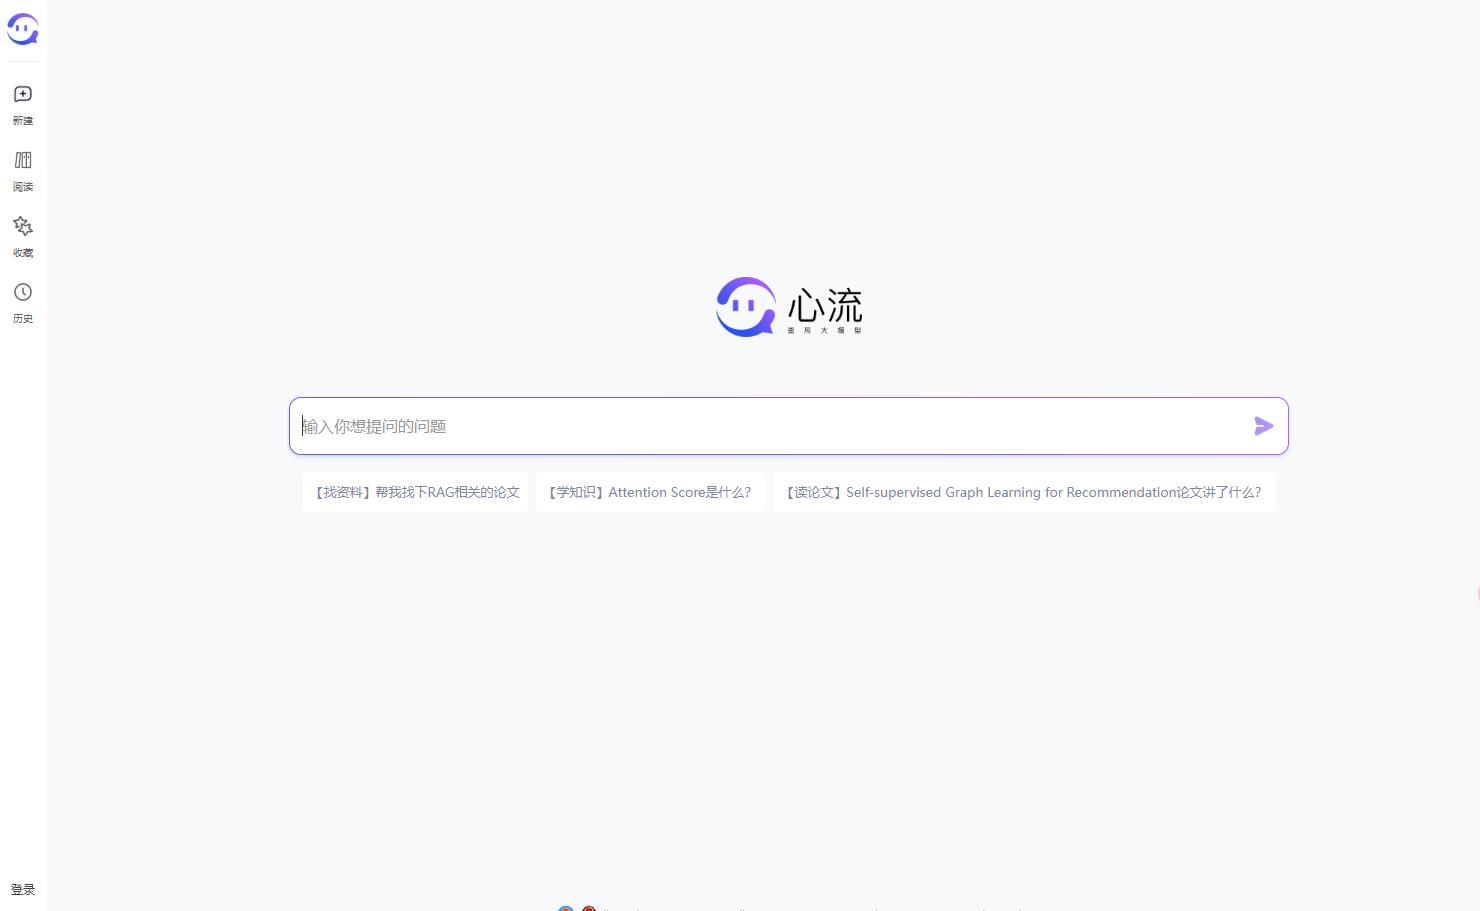 新建
阅读
收藏
历史
心流
输入你想提问的问题
【找资料】帮我找下RAG相关的论文
【学知识】Attention Score是什么？
【读论文】Self-supervised Graph Learning for Recommendation论文讲了什么？
登录